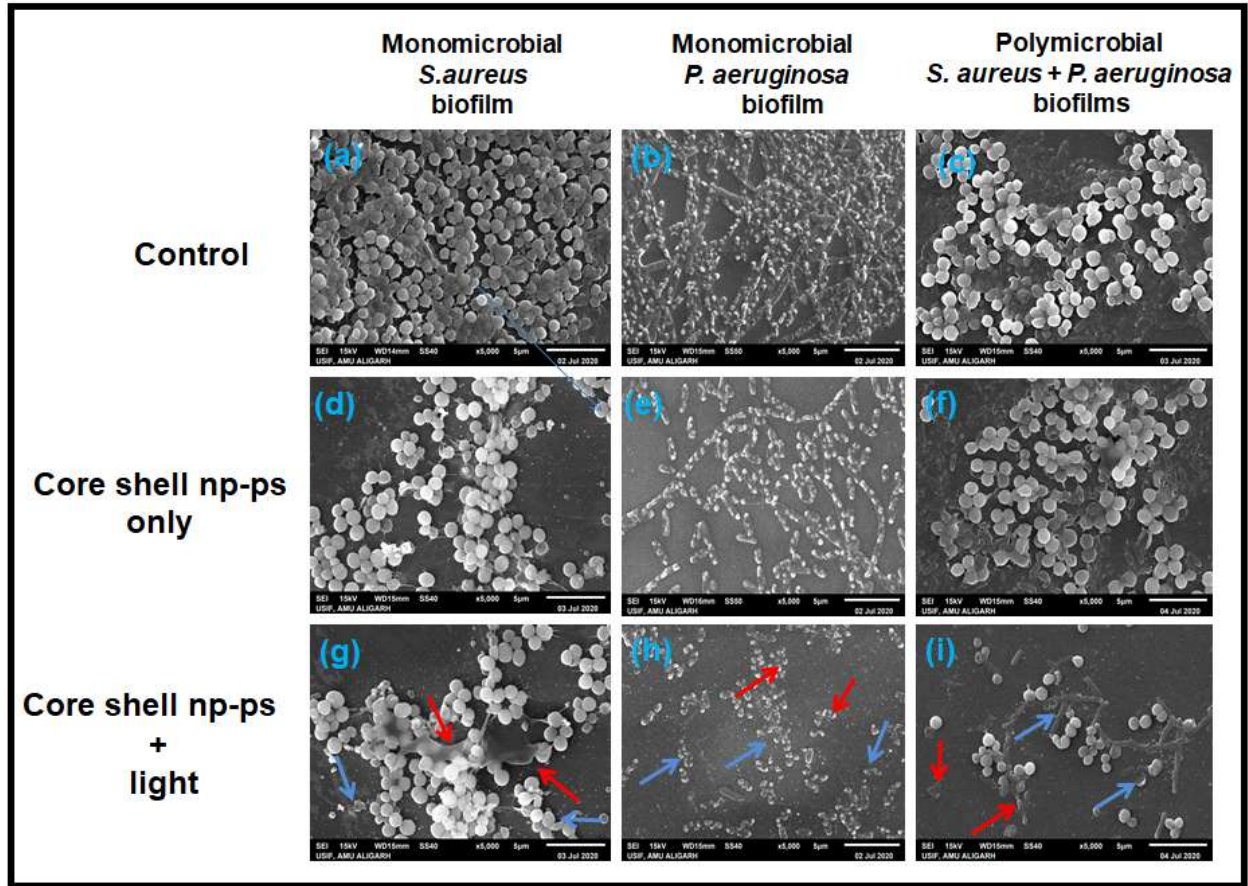 Monomicrobial
S.aureus
biofilm
Monomicrobial
P. aeruginosa
biofilm
Polymicrobial
S. aureus + P. aeruginosa
biofilms
Control
(a)
SEI 15kV WD14mm SS40 x5,000 5µm
USIF, AMU ALIGARH 02 Jul 2020
(b)
SEI 15kV WD15mm SS50 x5,000 5µm
USIF, AMU ALIGARH 02 Jul 2020
(c)
SEI 15kV WD15mm SS40 x5,000 5µm
USIF, AMU ALIGARH 03 Jul 2020
Core shell np-ps
only
(d)
SEI 15kV WD15mm SS40 x5,000 5µm
USIF, AMU ALIGARH 03 Jul 2020
(e)
SEI 15kV WD15mm SS50 x5,000 5µm
USIF, AMU ALIGARH 02 Jul 2020
(f)
SEI 15kV WD15mm SS40 x5,000 5µm
USIF, AMU ALIGARH 04 Jul 2020
Core shell np-ps
+
light
(g)
SEI 15kV WD15mm SS40 x5,000 5µm
USIF, AMU ALIGARH 03 Jul 2020
(h)
SEI 15kV WD15mm SS50 x5,000 5µm
USIF, AMU ALIGARH 02 Jul 2020
(i)
SEI 15kV WD15mm SS40 x5,000 5µm
USIF, AMU ALIGARH 04 Jul 2020